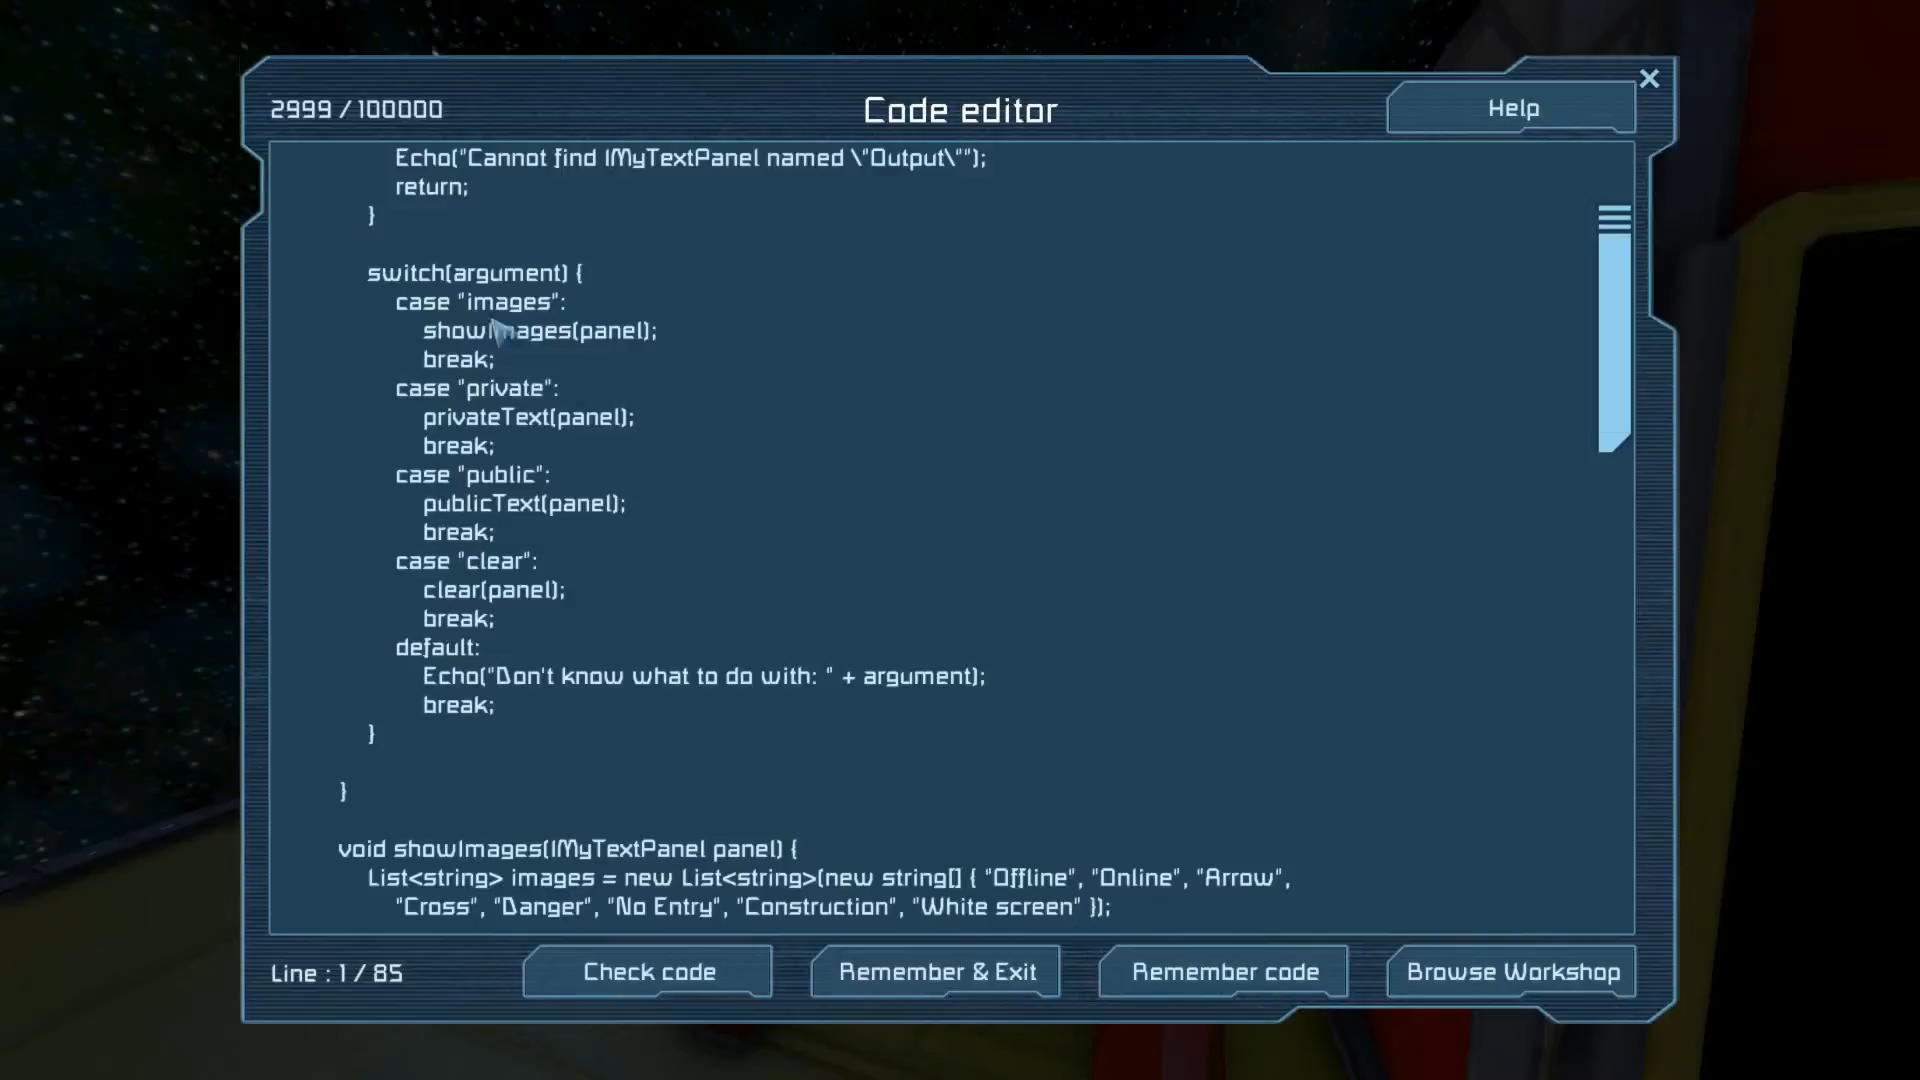 2999 / 100000
Code editor
Help
Echo("Cannot find IMyTextPanel named \"Output\"");
return;
}
switch(argument) {
case "images":
showImages(panel);
break;
case "private":
privateText(panel);
break;
case "public":
publicText(panel);
break;
case "clear":
clear(panel);
break;
default:
Echo("Don't know what to do with: " + argument);
break;
}
}
void showImages(IMyTextPanel panel) {
List<string> images = new List<string>(new string[] { "Offline", "Online", "Arrow",
"Cross", "Danger", "No Entry", "Construction", "White screen" });
Line : 1 / 85
Check code
Remember & Exit
Remember code
Browse Workshop